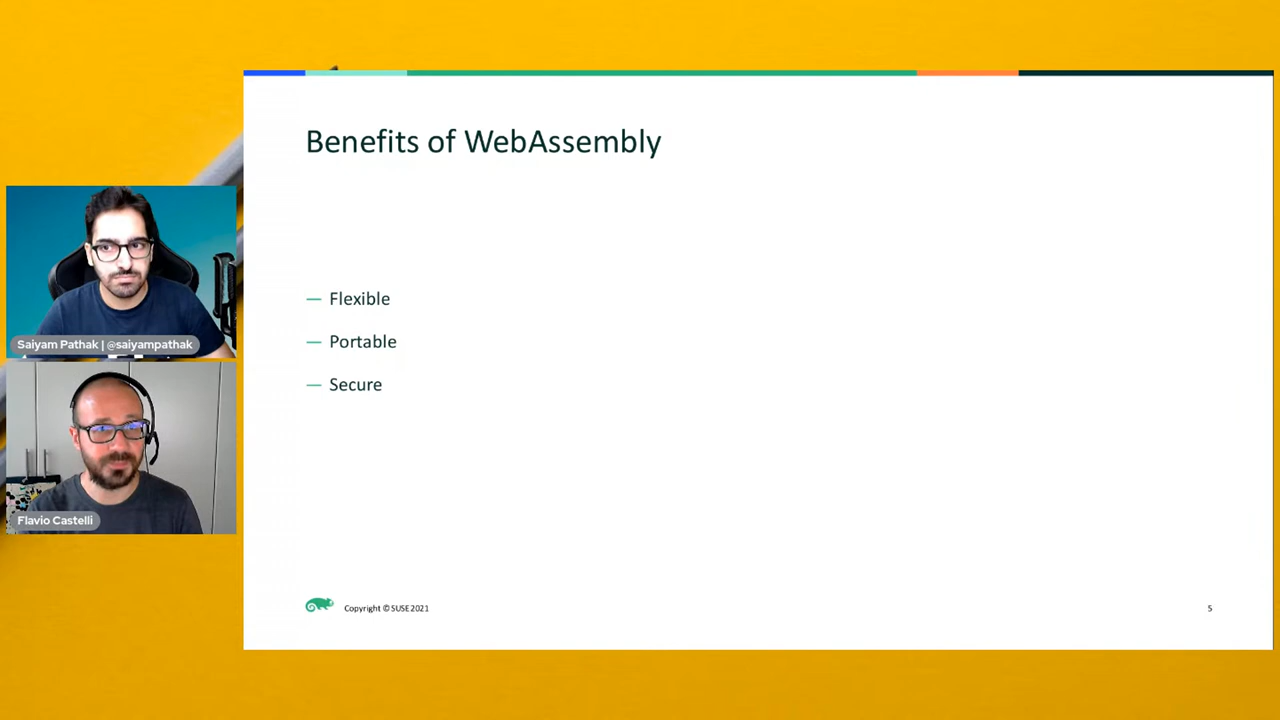 Benefits of WebAssembly
— Flexible
— Portable
— Secure
Saiyam Pathak | @saiyampathak
Flavio Castelli
Copyright © SUSE 2021
5